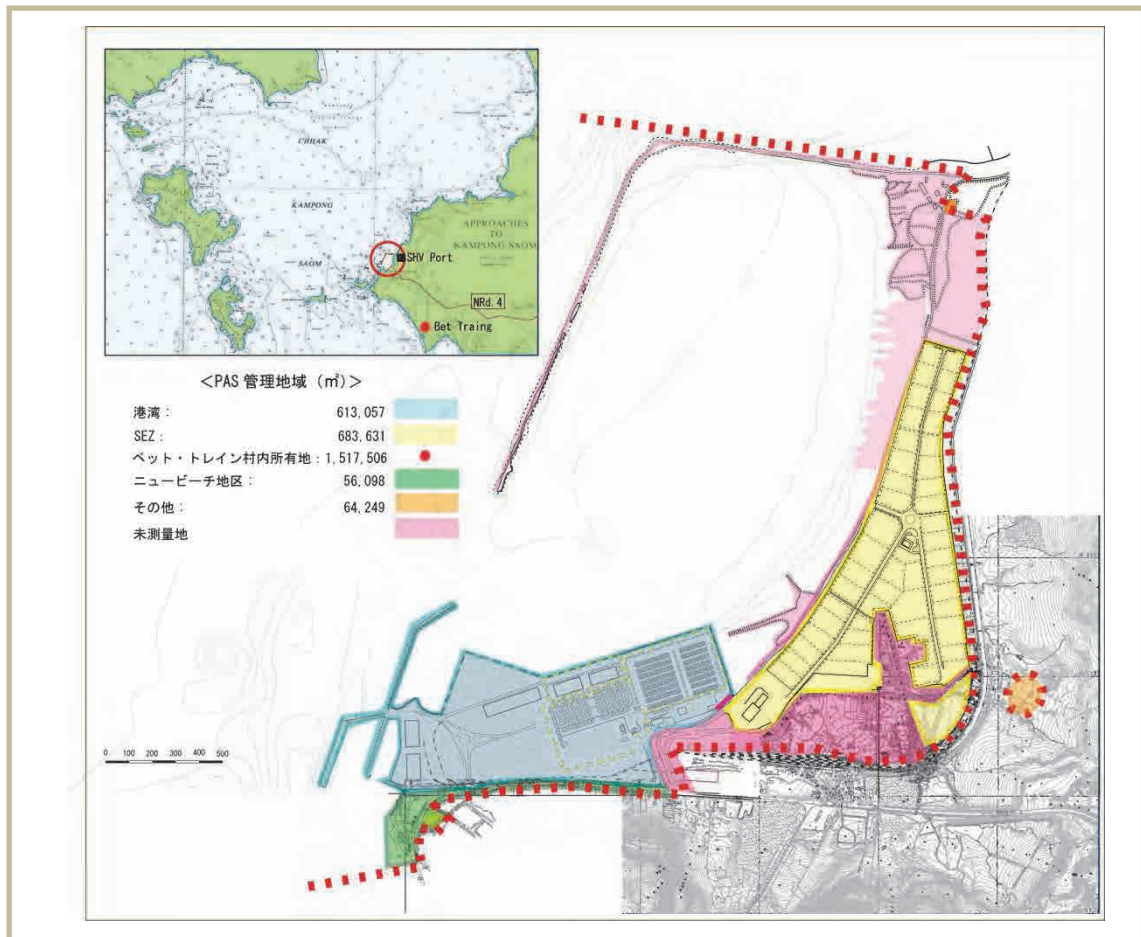 CHHAK
KAMPONG
SAOM
APPROACHES
TO
KAMPONG SAOM
SHV Port
NRd. 4
Bet Traing
<PAS 管理地域 (㎡)>
港湾: 613,057
SEZ: 683,631
ベット・トレイン村内所有地: 1,517,506
ニュービーチ地区: 56,098
その他: 64,249
未測量地
0 100 200 300 400 500